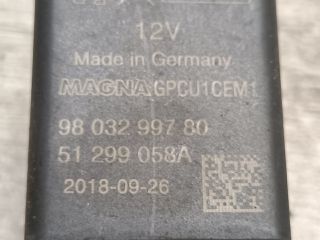 12V
Made in Germany
MAGNA GPCU1CEM1
98 032 997 80
51 299 058A
2018-09-26